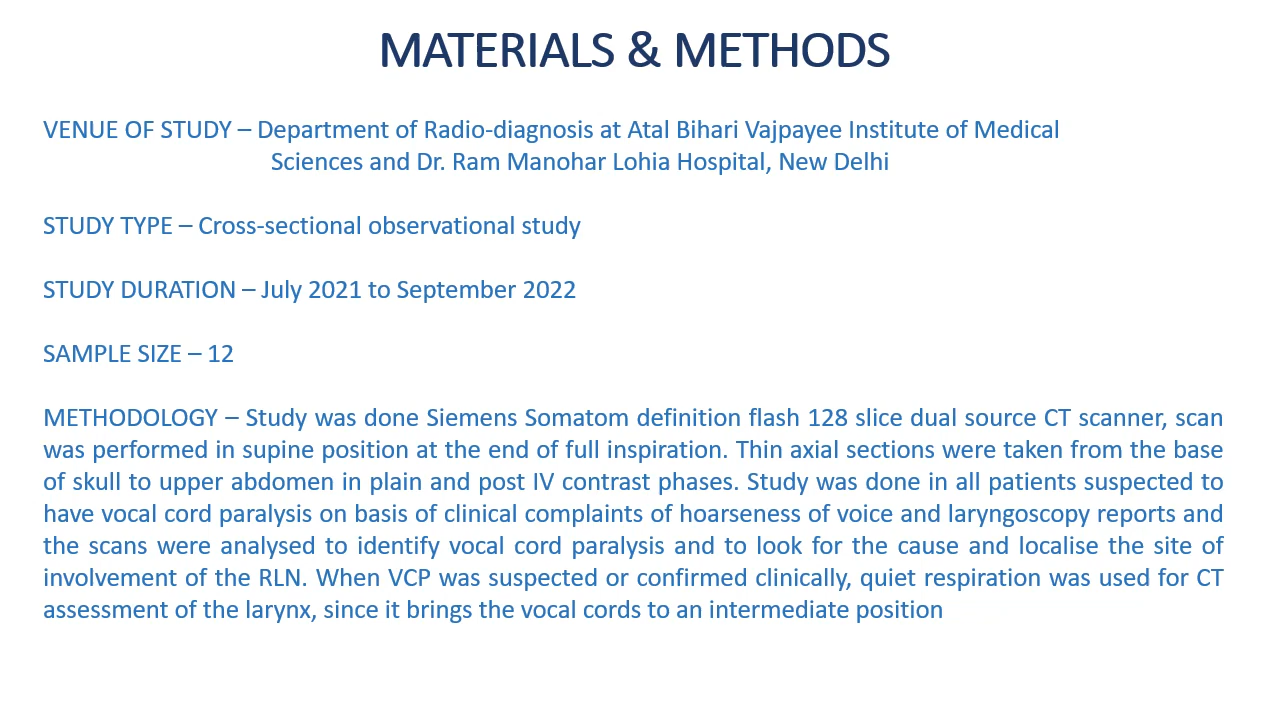 MATERIALS & METHODS
VENUE OF STUDY – Department of Radio-diagnosis at Atal Bihari Vajpayee Institute of Medical
Sciences and Dr. Ram Manohar Lohia Hospital, New Delhi
STUDY TYPE – Cross-sectional observational study
STUDY DURATION – July 2021 to September 2022
SAMPLE SIZE – 12
METHODOLOGY – Study was done Siemens Somatom definition flash 128 slice dual source CT scanner, scan
was performed in supine position at the end of full inspiration. Thin axial sections were taken from the base
of skull to upper abdomen in plain and post IV contrast phases. Study was done in all patients suspected to
have vocal cord paralysis on basis of clinical complaints of hoarseness of voice and laryngoscopy reports and
the scans were analysed to identify vocal cord paralysis and to look for the cause and localise the site of
involvement of the RLN. When VCP was suspected or confirmed clinically, quiet respiration was used for CT
assessment of the larynx, since it brings the vocal cords to an intermediate position